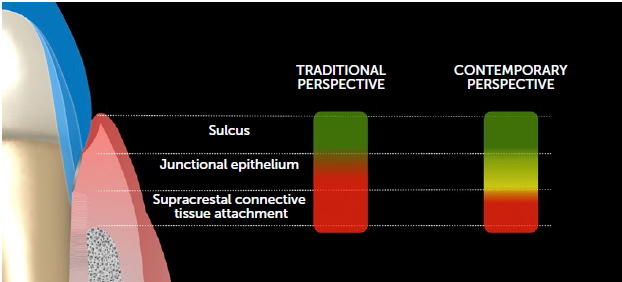 TRADITIONAL
PERSPECTIVE
CONTEMPORARY
PERSPECTIVE
Sulcus
Junctional epithelium
Supracrestal connective
tissue attachment